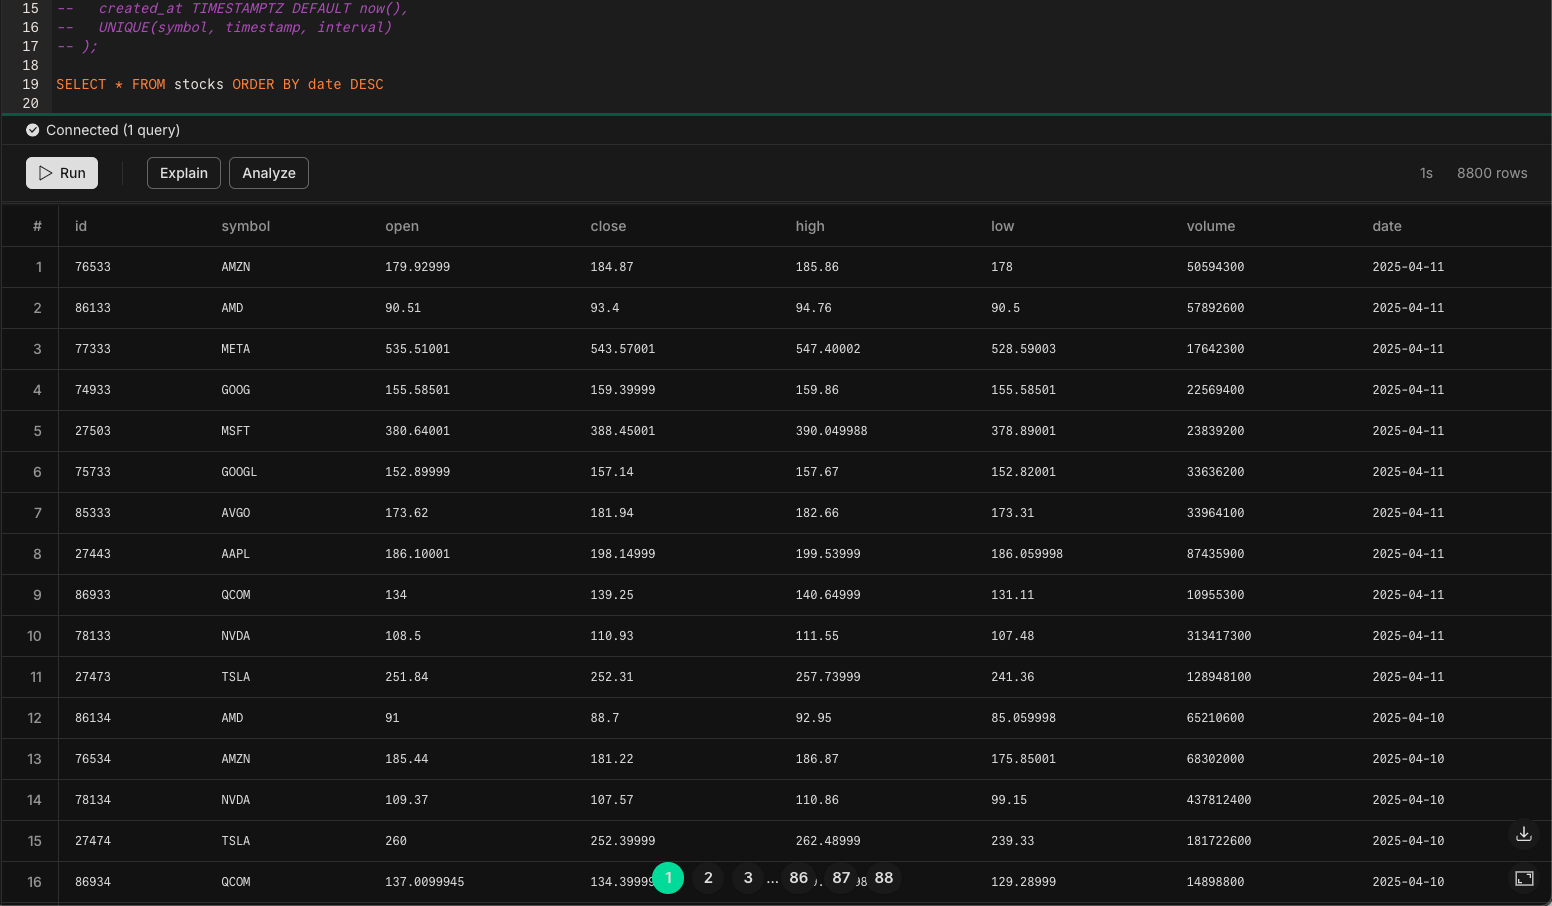 15 --   created_at TIMESTAMPTZ DEFAULT now(),
16 --   UNIQUE(symbol, timestamp, interval)
17 -- );
18
19 SELECT * FROM stocks ORDER BY date DESC
20
Connected (1 query)
Run Explain Analyze 1s 8800 rows
# id symbol open close high low volume date
1 76533 AMZN 179.92999 184.87 185.86 178 50594300 2025-04-11
2 86133 AMD 90.51 93.4 94.76 90.5 57892600 2025-04-11
3 77333 META 535.51001 543.57001 547.40002 528.59003 17642300 2025-04-11
4 74933 GOOG 155.58501 159.39999 159.86 155.58501 22569400 2025-04-11
5 27503 MSFT 380.64001 388.45001 390.049988 378.89001 23839200 2025-04-11
6 75733 GOOGL 152.89999 157.14 157.67 152.82001 33636200 2025-04-11
7 85333 AVGO 173.62 181.94 182.66 173.31 33964100 2025-04-11
8 27443 AAPL 186.10001 198.14999 199.53999 186.059998 87435900 2025-04-11
9 86933 QCOM 134 139.25 140.64999 131.11 10955300 2025-04-11
10 78133 NVDA 108.5 110.93 111.55 107.48 313417300 2025-04-11
11 27473 TSLA 251.84 252.31 257.73999 241.36 128948100 2025-04-11
12 86134 AMD 91 88.7 92.95 85.059998 65210600 2025-04-10
13 76534 AMZN 185.44 181.22 186.87 175.85001 68302000 2025-04-10
14 78134 NVDA 109.37 107.57 110.86 99.15 437812400 2025-04-10
15 27474 TSLA 260 252.39999 262.48999 239.33 181722600 2025-04-10
16 86934 QCOM 137.0099945 134.39999 129.28999 14898800 2025-04-10
1 2 3 ... 86 87 88